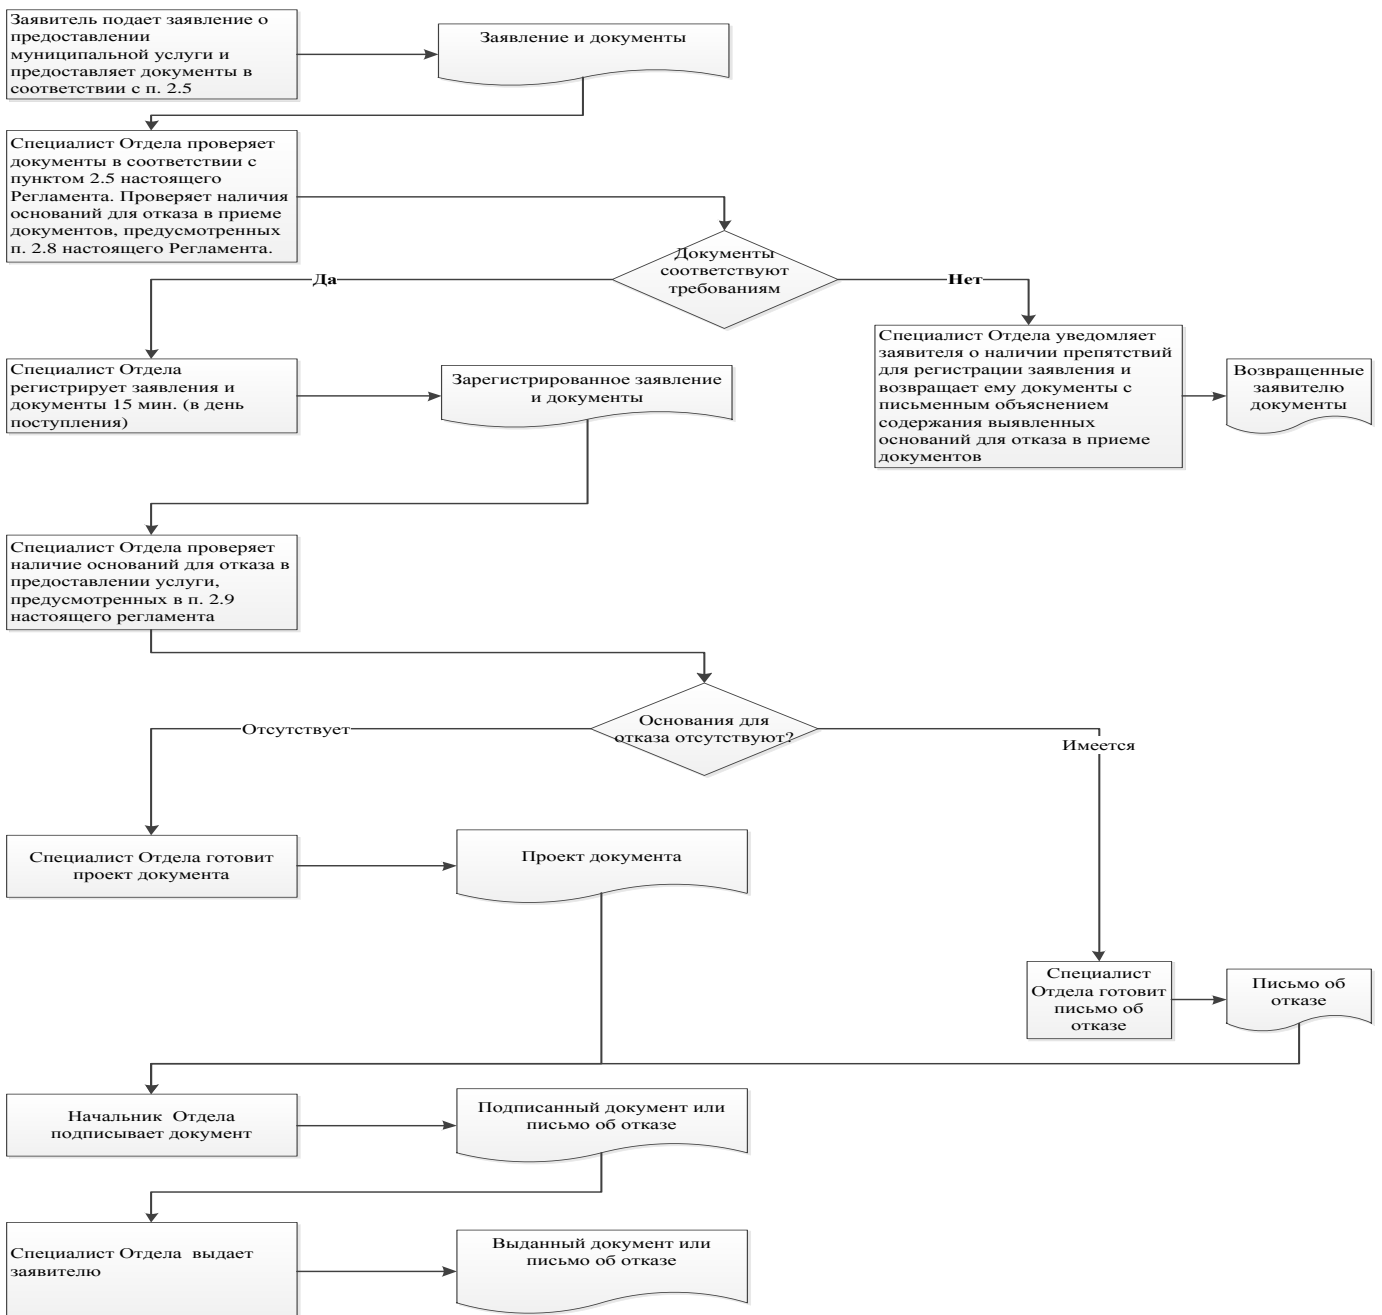 Заявитель подает заявление о
предоставлении
муниципальной услуги и
предоставляет документы в
соответствии с п. 2.5
Заявление и документы
Специалист Отдела проверяет
документы в соответствии с
пунктом 2.5 настоящего
Регламента. Проверяет наличия
оснований для отказа в приеме
документов, предусмотренных
п. 2.8 настоящего Регламента.
Документы
соответствуют
требованиям
Да
Нет
Специалист Отдела
регистрирует заявления и
документы 15 мин. (в день
поступления)
Зарегистрированное заявление
и документы
Специалист Отдела уведомляет
заявителя о наличии препятствий
для регистрации заявления и
возвращает ему документы с
письменным объяснением
содержания выявленных
оснований для отказа в приеме
документов
Возвращенные
заявителю
документы
Специалист Отдела проверяет
наличие оснований для отказа в
предоставлении услуги,
предусмотренных в п. 2.9
настоящего регламента
Основания для
отказа отсутствуют?
Отсутствует
Имеется
Специалист Отдела готовит
проект документа
Проект документа
Специалист
Отдела готовит
письмо об
отказе
Письмо об
отказе
Начальник  Отдела
подписывает документ
Подписанный документ или
письмо об отказе
Специалист Отдела  выдает
заявителю
Выданный документ или
письмо об отказе